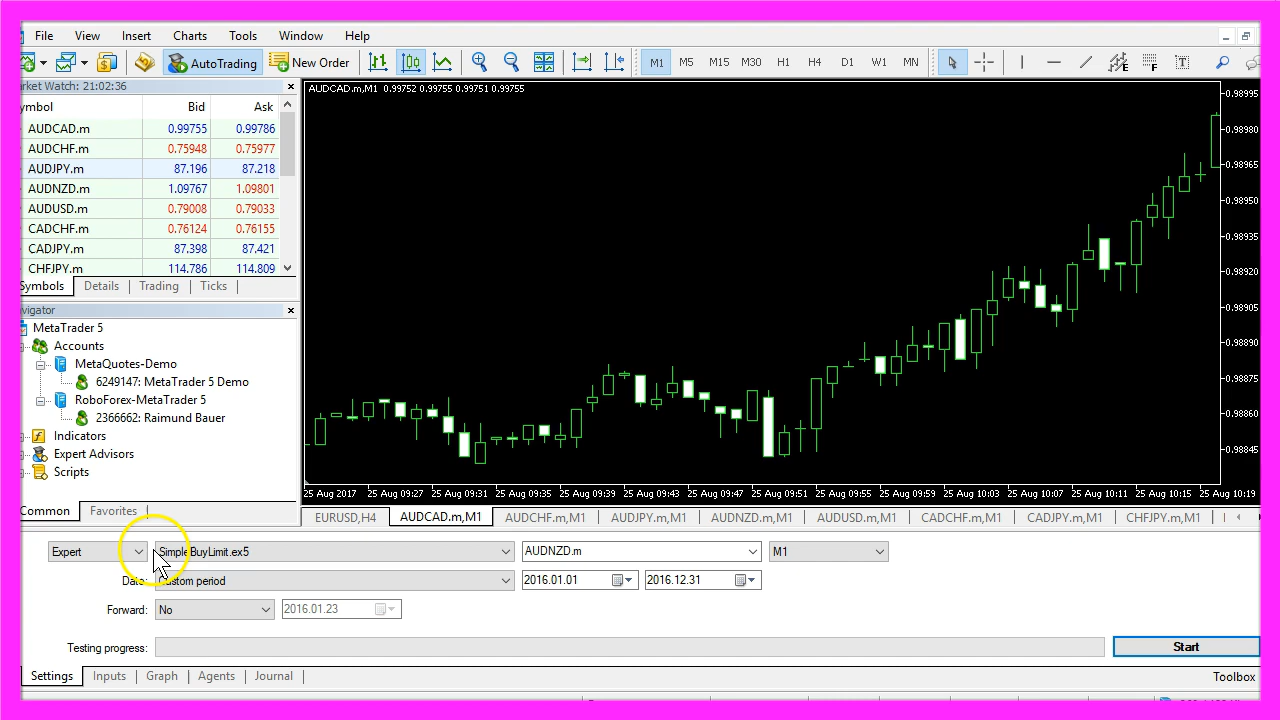 File View Insert Charts Tools Window Help
AutoTrading New Order M1 M5 M15 M30 H1 H4 D1 W1 MN E F T
arket Watch: 21:02:36
ymbol Bid Ask
AUDCAD.m 0.99755 0.99786
AUDCHF.m 0.75948 0.75977
AUDJPY.m 87.196 87.218
AUDNZD.m 1.09767 1.09801
AUDUSD.m 0.79008 0.79033
CADCHF.m 0.76124 0.76155
CADJPY.m 87.398 87.421
CHFJPY.m 114.786 114.809
Symbols Details Trading Ticks
avigator
MetaTrader 5
Accounts
MetaQuotes-Demo
6249147: MetaTrader 5 Demo
RoboForex-MetaTrader 5
2366662: Raimund Bauer
Indicators
Expert Advisors
Scripts
Common Favorites
AUDCAD.m,M1 0.99752 0.99755 0.99751 0.99755
0.98995
0.98980
0.98965
0.98950
0.98935
0.98920
0.98905
0.98890
0.98875
0.98860
0.98845
25 Aug 2017 25 Aug 09:27 25 Aug 09:31 25 Aug 09:35 25 Aug 09:39 25 Aug 09:43 25 Aug 09:47 25 Aug 09:51 25 Aug 09:55 25 Aug 09:59 25 Aug 10:03 25 Aug 10:07 25 Aug 10:11 25 Aug 10:15 25 Aug 10:19
EURUSD,H4 AUDCAD.m,M1 AUDCHF.m,M1 AUDJPY.m,M1 AUDNZD.m,M1 AUDUSD.m,M1 CADCHF.m,M1 CADJPY.m,M1 CHFJPY.m,M1
Expert SimpleBuyLimit.ex5 AUDNZD.m M1
Date: Custom period 2016.01.01 2016.12.31
Forward: No 2016.01.23
Testing progress: Start
Settings Inputs Graph Agents Journal Toolbox